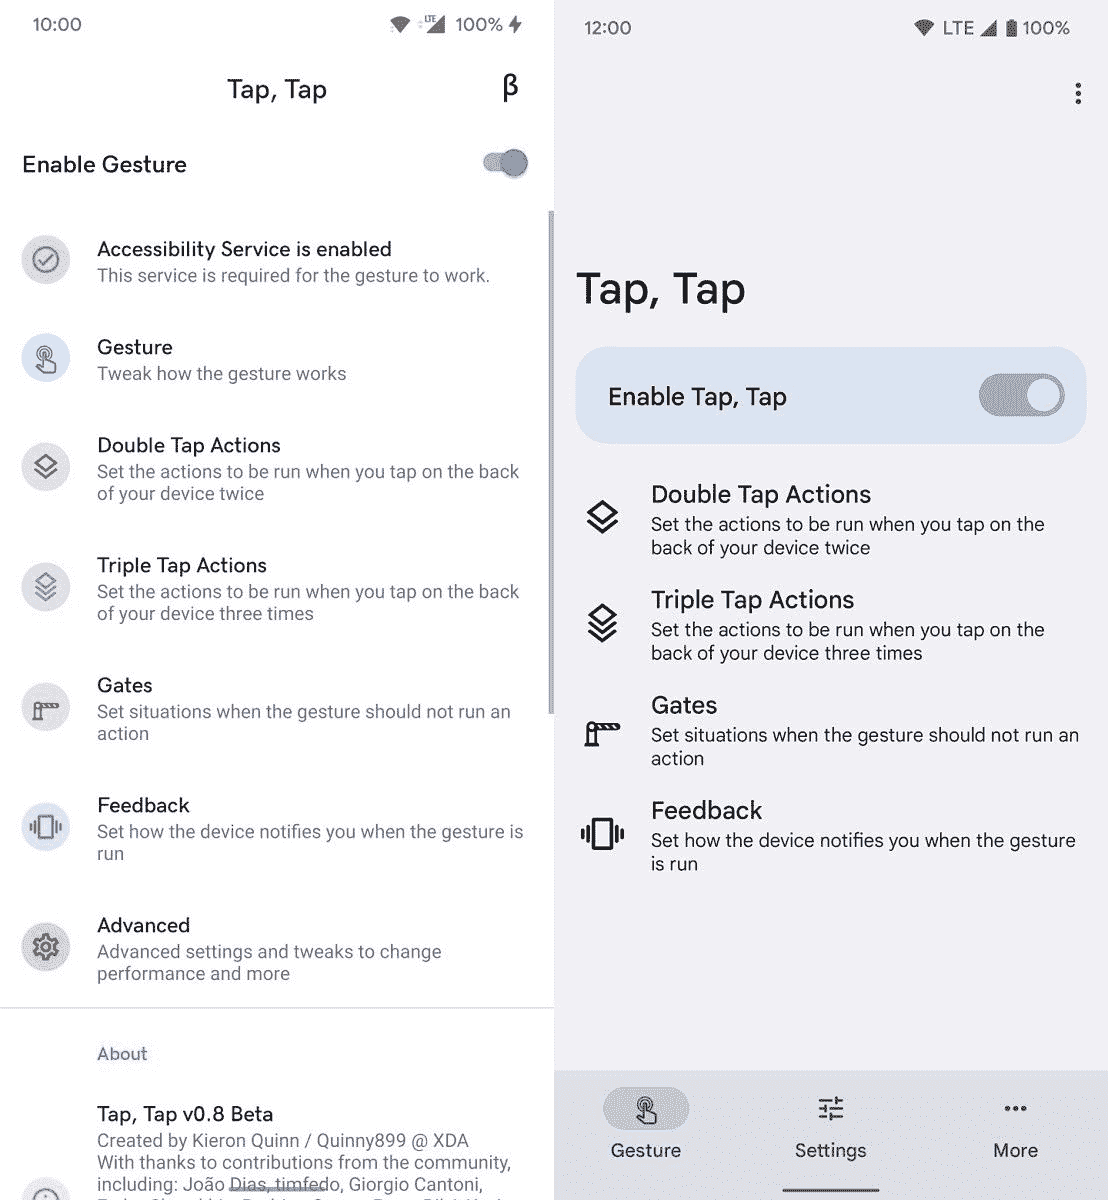 10:00
LTE
100%
Tap, Tap
β
Enable Gesture
Accessibility Service is enabled
This service is required for the gesture to work.
Gesture
Tweak how the gesture works
Double Tap Actions
Set the actions to be run when you tap on the back
of your device twice
Triple Tap Actions
Set the actions to be run when you tap on the back
of your device three times
Gates
Set situations when the gesture should not run an
action
Feedback
Set how the device notifies you when the gesture is
run
Advanced
Advanced settings and tweaks to change
performance and more
About
Tap, Tap v0.8 Beta
Created by Kieron Quinn / Quinny899 @ XDA
With thanks to contributions from the community,
including: João Dias, timfedo, Giorgio Cantoni,
12:00
LTE
100%
Tap, Tap
Enable Tap, Tap
Double Tap Actions
Set the actions to be run when you tap on the
back of your device twice
Triple Tap Actions
Set the actions to be run when you tap on the
back of your device three times
Gates
Set situations when the gesture should not run an
action
Feedback
Set how the device notifies you when the gesture
is run
Gesture
Settings
More